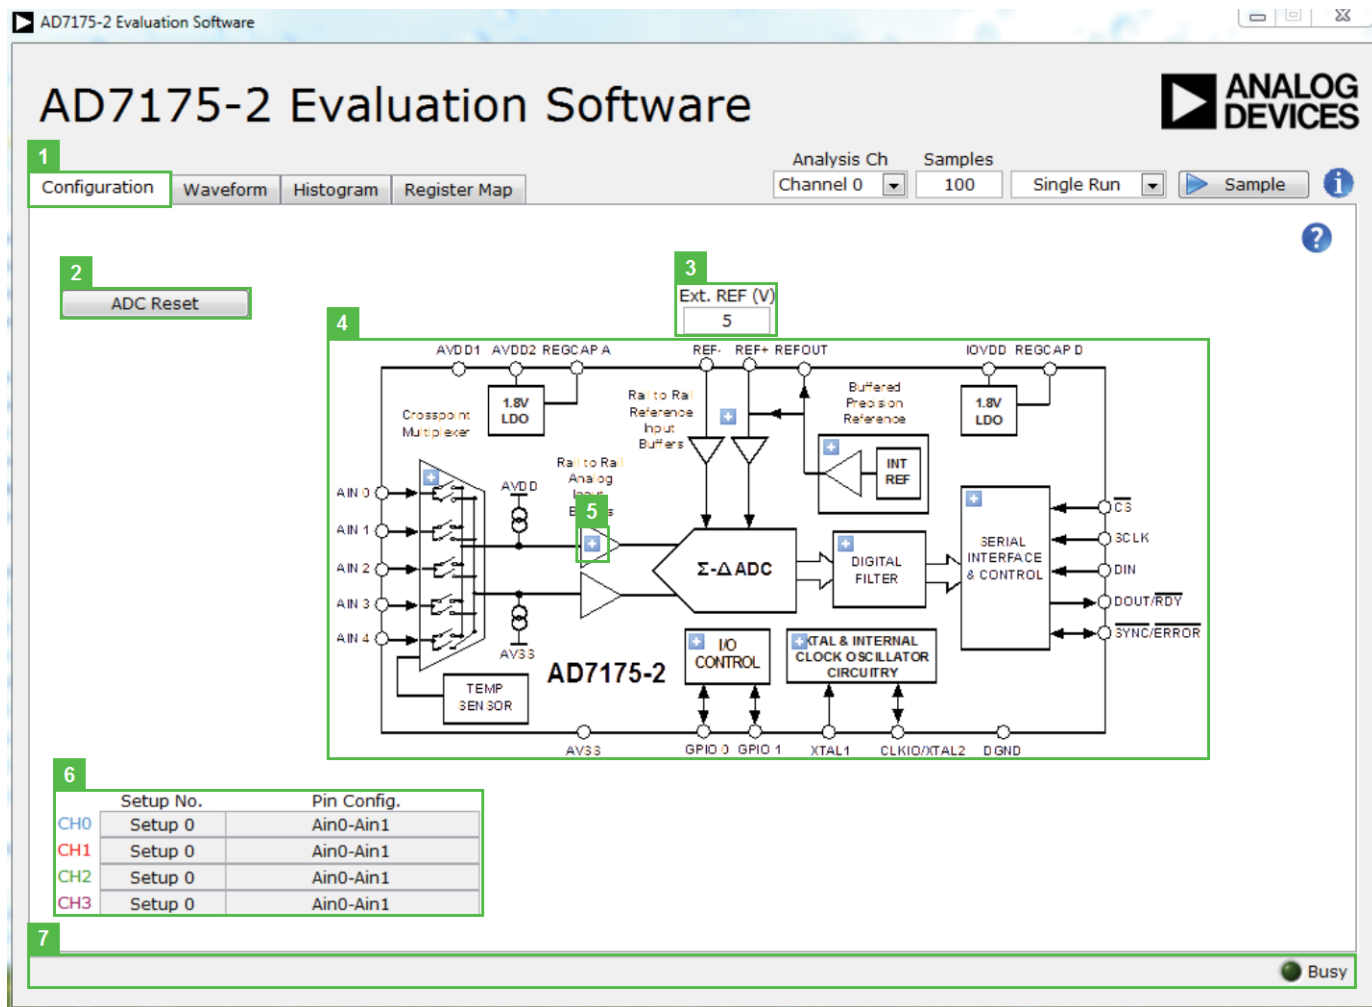 AD7175-2 Evaluation Software
AD7175-2 Evaluation Software
ANALOG
DEVICES
1
Analysis Ch
Samples
Configuration
Waveform
Histogram
Register Map
Channel 0
100
Single Run
Sample
i
?
2
ADC Reset
3
Ext. REF (V)
5
4
AVDD1
AVDD2
REGCAP A
REF-
REF+
REFOUT
IOVDD
REGCAP D
1.8V
LDO
Crosspoint
Multiplexer
Rail to Rail
Reference
Input
Buffers
Buffered
Precision
Reference
1.8V
LDO
INT
REF
Rail to Rail
Analog
AVDD
5
AIN 0
AIN 1
AIN 2
AIN 3
AIN 4
Σ-Δ ADC
DIGITAL
FILTER
SERIAL
INTERFACE
& CONTROL
CS
SCLK
DIN
DOUT/RDY
SYNC/ERROR
AVSS
AD7175-2
I/O
CONTROL
XTAL & INTERNAL
CLOCK OSCILLATOR
CIRCUITRY
TEMP
SENSOR
AVSS
GPIO 0
GPIO 1
XTAL1
CLKIO/XTAL2
DGND
6
Setup No.
Pin Config.
CH0 Setup 0 Ain0-Ain1
CH1 Setup 0 Ain0-Ain1
CH2 Setup 0 Ain0-Ain1
CH3 Setup 0 Ain0-Ain1
7
Busy